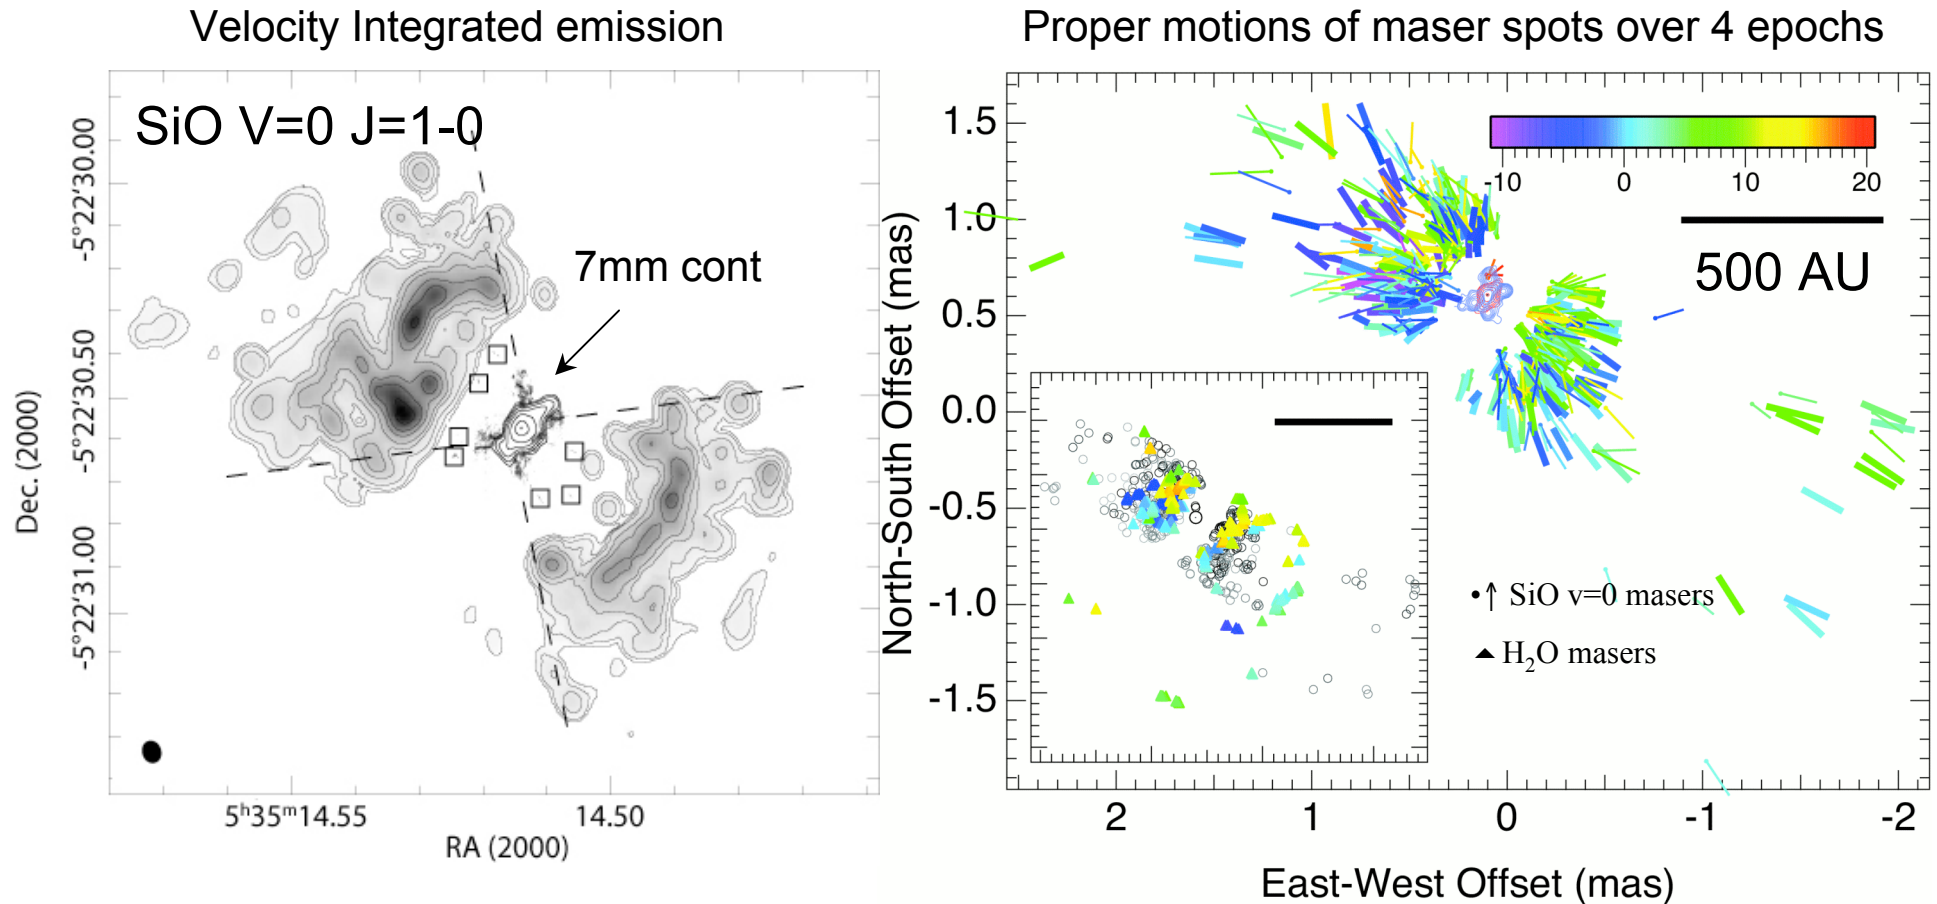 Velocity Integrated emission
SiO V=0 J=1-0
7mm cont
Dec. (2000)
-5°22'30.00
-5°22'30.50
-5°22'31.00
5ʰ35ᵐ14.55
14.50
RA (2000)
Proper motions of maser spots over 4 epochs
-10
0
10
20
500 AU
North-South Offset (mas)
1.5
1.0
0.5
0.0
-0.5
-1.0
-1.5
SiO v=0 masers
H₂O masers
2
1
0
-1
-2
East-West Offset (mas)